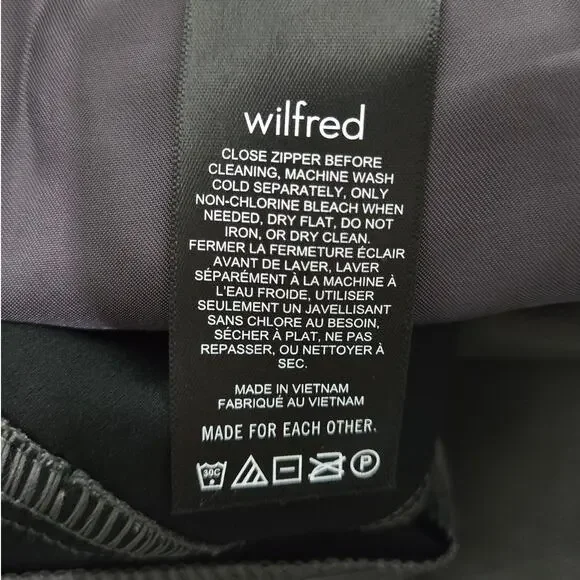 wilfred
CLOSE ZIPPER BEFORE
CLEANING, MACHINE WASH
COLD SEPARATELY, ONLY
NON-CHLORINE BLEACH WHEN
NEEDED, DRY FLAT, DO NOT
IRON, OR DRY CLEAN.
FERMER LA FERMETURE ÉCLAIR
AVANT DE LAVER, LAVER
SÉPARÉMENT À LA MACHINE À
L'EAU FROIDE, UTILISER
SEULEMENT UN JAVELLISANT
SANS CHLORE AU BESOIN,
SÉCHER À PLAT, NE PAS
REPASSER, OU NETTOYER À
SEC.
MADE IN VIETNAM
FABRIQUÉ AU VIETNAM
MADE FOR EACH OTHER.
30C P